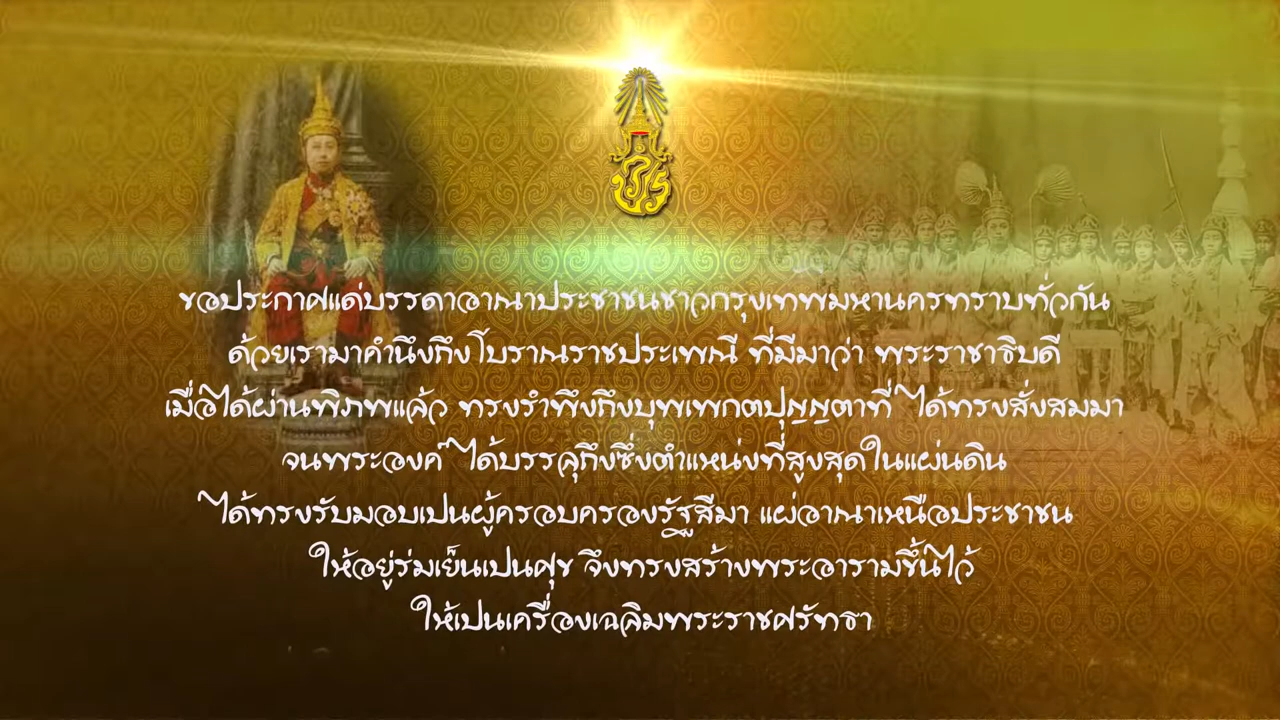 ขอประกาศแด่บรรดาอาณาประชาชนชาวกรุงเทพมหานครทราบทั่วกัน
ด้วยเรามาคำนึงถึงโบราณราชประเพณี ที่มีมาว่า พระราชาธิบดี
เมื่อได้ผ่านพิภพแล้ว ทรงรำพึงถึงบุพเพกตปุญญตาที่ ได้ทรงสั่งสมมา
จนพระองค์ ได้บรรลุถึงซึ่งตำแหน่งที่สูงสุดในแผ่นดิน
ได้ทรงรับมอบเปนผู้ครอบครองรัฐสีมา แผ่อาณาเหนือประชาชน
ให้อยู่ร่มเย็นเปนศุข จึงทรงสร้างพระอารามขึ้นไว้
ให้เปนเครื่องเฉลิมพระราชศรัทธา